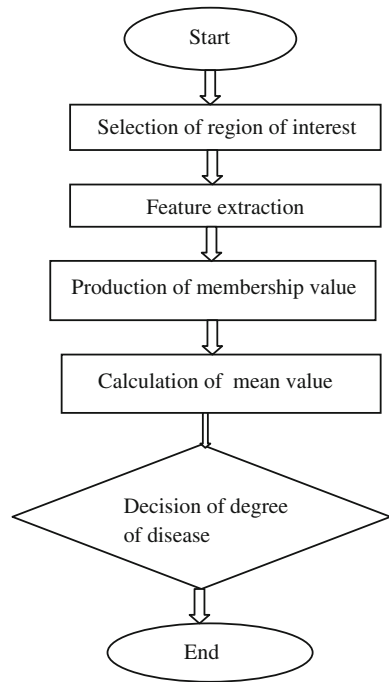 Start
Selection of region of interest
Feature extraction
Production of membership value
Calculation of mean value
Decision of degree
of disease
End